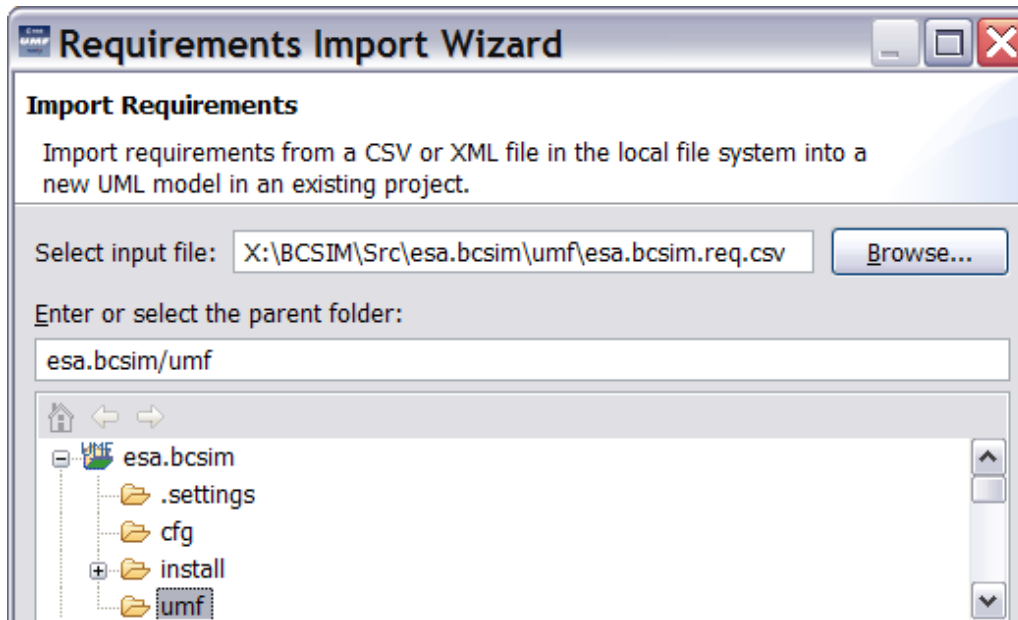 Requirements Import Wizard
Import Requirements
Import requirements from a CSV or XML file in the local file system into a
new UML model in an existing project.
Select input file: X:\BCSIM\Src\esa.bcsim\umf\esa.bcsim.req.csv Browse...
Enter or select the parent folder:
esa.bcsim/umf
UMF esa.bcsim
.settings
cfg
install
umf